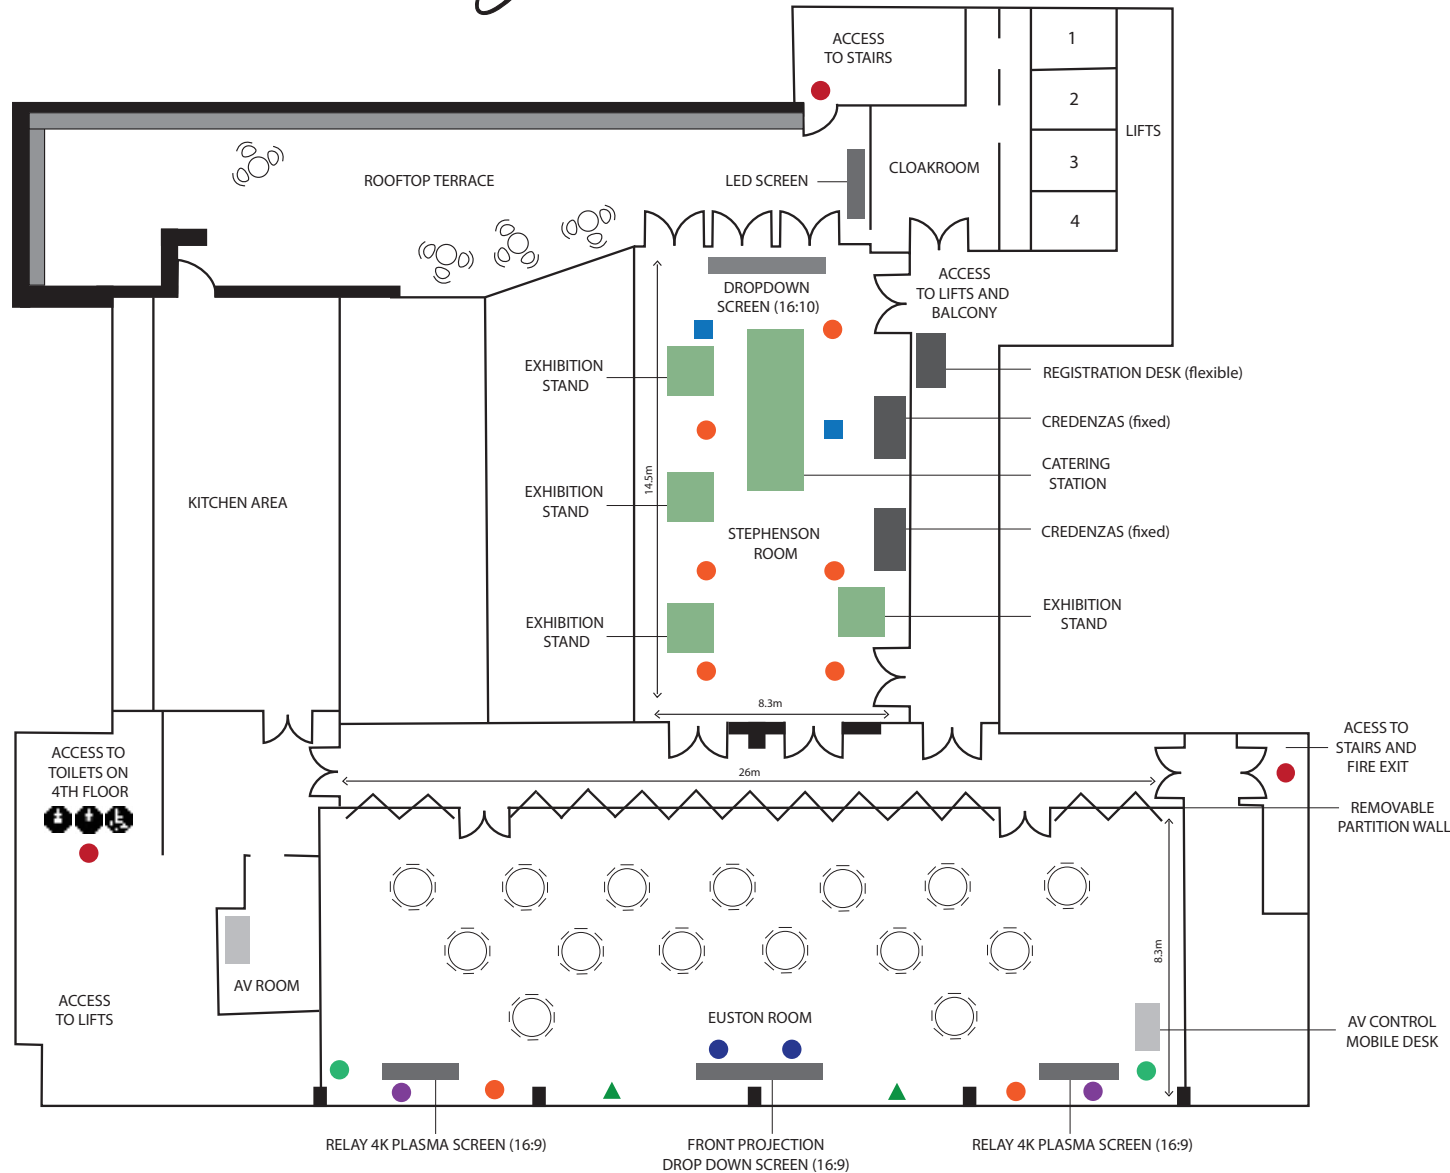 ACCESS
TO STAIRS
1
2
3
4
LIFTS
CLOAKROOM
ROOFTOP TERRACE
LED SCREEN
DROPDOWN
SCREEN (16:10)
ACCESS
TO LIFTS AND
BALCONY
EXHIBITION
STAND
REGISTRATION DESK (flexible)
CREDENZAS (fixed)
CATERING
STATION
14.5m
EXHIBITION
STAND
KITCHEN AREA
STEPHENSON
ROOM
CREDENZAS (fixed)
EXHIBITION
STAND
EXHIBITION
STAND
8.3m
ACCESS TO
TOILETS ON
4TH FLOOR
26m
ACESS TO
STAIRS AND
FIRE EXIT
REMOVABLE
PARTITION WALL
8.3m
AV ROOM
ACCESS
TO LIFTS
EUSTON ROOM
AV CONTROL
MOBILE DESK
RELAY 4K PLASMA SCREEN (16:9)
FRONT PROJECTION
DROP DOWN SCREEN (16:9)
RELAY 4K PLASMA SCREEN (16:9)